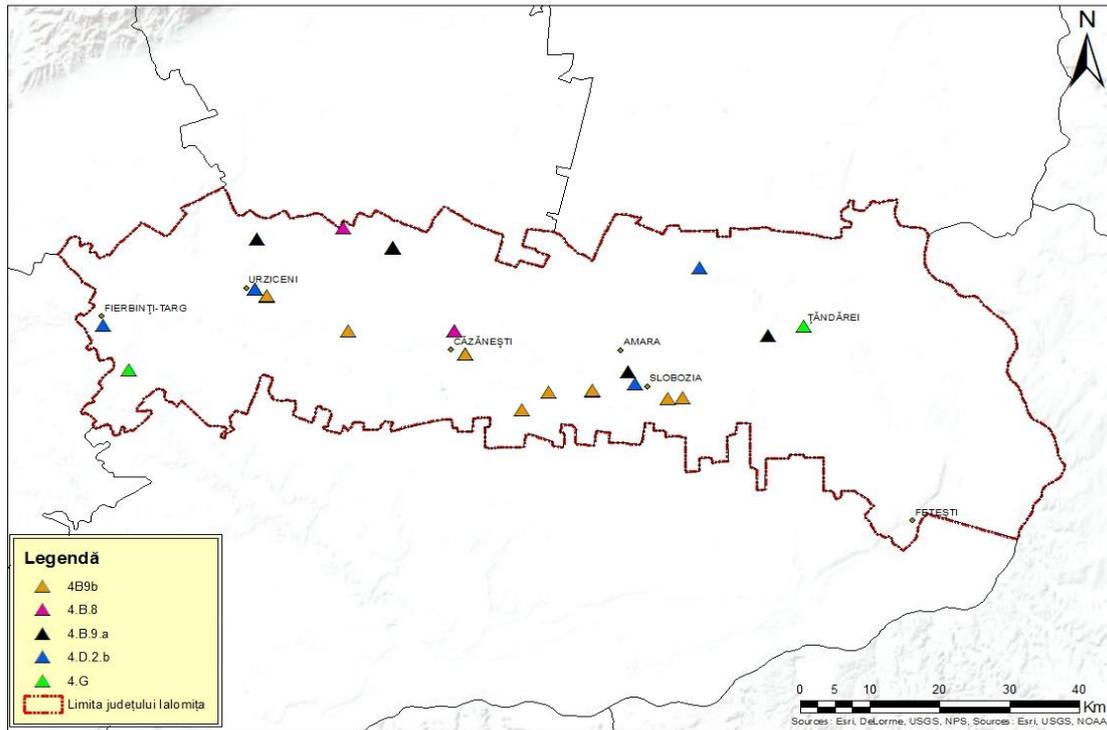 N
URZICENI
FIERBINȚI-TARG
ȚĂNDĂREI
CĂZĂNEȘTI
AMARA
SLOBOZIA
FETEȘTI
Legendă
4B9b
4.B.8
4.B.9.a
4.D.2.b
4.G
Limita județului Ialomița
0 5 10 20 30 40
Km
Sources: Esri, DeLorme, USGS, NPS, Sources: Esri, USGS, NOAA